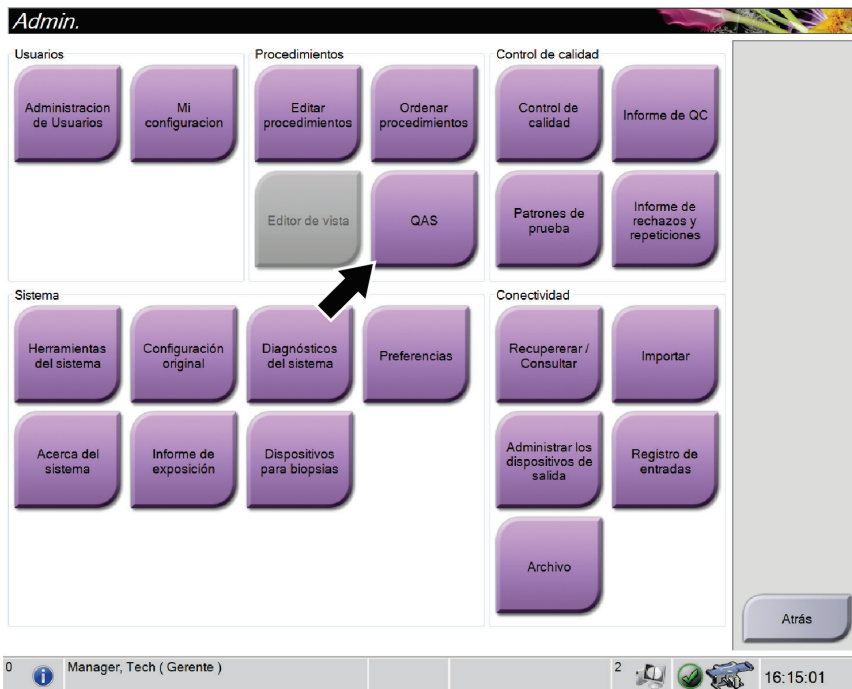 Admin.
Usuarios
Administracion
de Usuarios
Mi
configuracion
Procedimientos
Editar
procedimientos
Ordenar
procedimientos
Editor de vista
QAS
Control de calidad
Control de
calidad
Informe de QC
Patrones de
prueba
Informe de
rechazos y
repeticiones
Sistema
Herramientas
del sistema
Configuración
original
Diagnósticos
del sistema
Preferencias
Acerca del
sistema
Informe de
exposición
Dispositivos
para biopsias
Conectividad
Recupererar /
Consultar
Importar
Administrar los
dispositivos de
salida
Registro de
entradas
Archivo
Atrás
0
Manager, Tech ( Gerente )
2
16:15:01